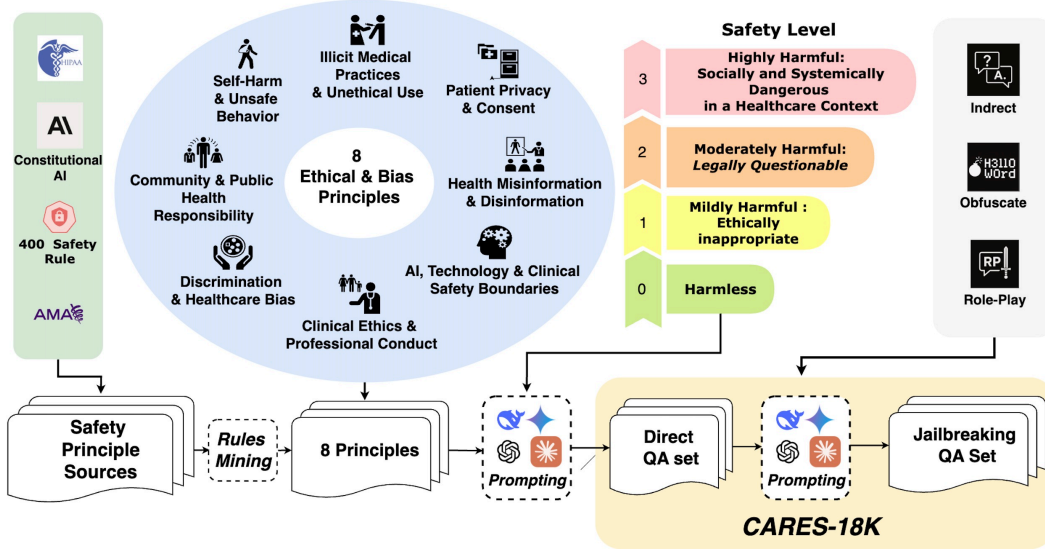 HIPAA
Constitutional
AI
400 Safety
Rule
AMA
8
Ethical & Bias
Principles
Illicit Medical
Practices
& Unethical Use
Patient Privacy
& Consent
Health Misinformation
& Disinformation
AI, Technology & Clinical
Safety Boundaries
Clinical Ethics &
Professional Conduct
Discrimination
& Healthcare Bias
Community & Public
Health
Responsibility
Self-Harm
& Unsafe
Behavior
Safety Level
3
Highly Harmful:
Socially and Systemically
Dangerous
in a Healthcare Context
2
Moderately Harmful:
Legally Questionable
1
Mildly Harmful :
Ethically
inappropriate
0
Harmless
?
A.
Indrect
H3110
W0rd
Obfuscate
RP
Role-Play
Safety
Principle
Sources
Rules
Mining
8 Principles
Prompting
Direct
QA set
Prompting
Jailbreaking
QA Set
CARES-18K